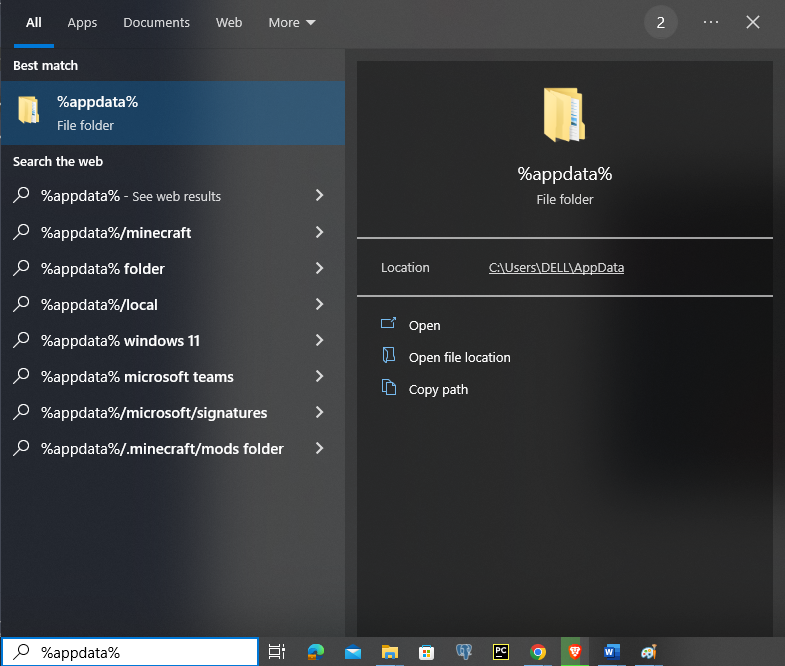 All Apps Documents Web More 2 ...
Best match
%appdata%
File folder
Search the web
%appdata% - See web results
%appdata%/minecraft
%appdata% folder
%appdata%/local
%appdata% windows 11
%appdata% microsoft teams
%appdata%/microsoft/signatures
%appdata%/.minecraft/mods folder
%appdata%
File folder
Location C:\Users\DELL\AppData
Open
Open file location
Copy path
%appdata% PC W